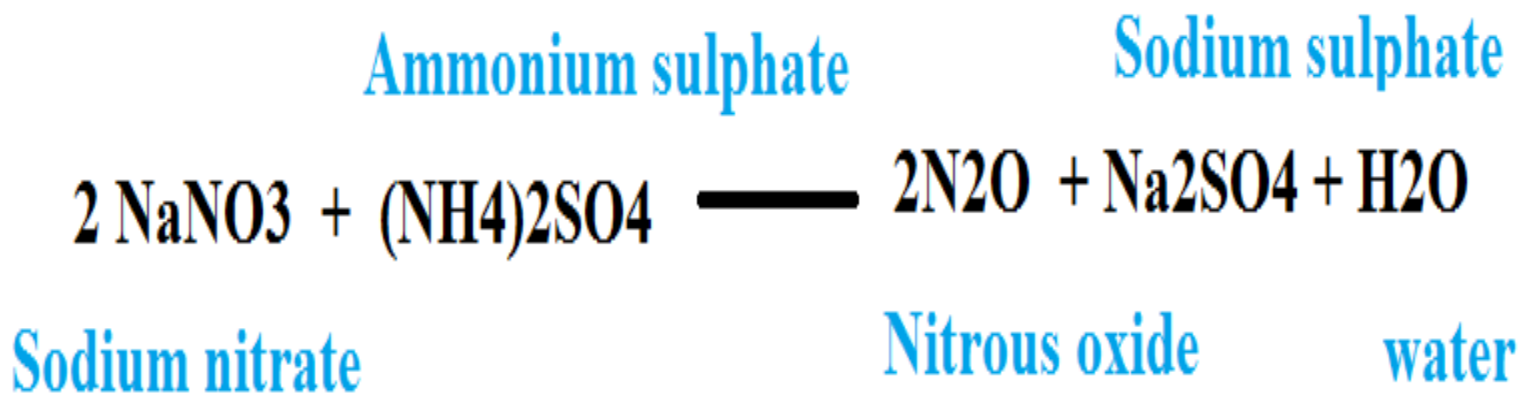 Ammonium sulphate Sodium sulphate
2 NaNO3 + (NH4)2SO4 2N2O + Na2SO4 + H2O
Sodium nitrate Nitrous oxide water